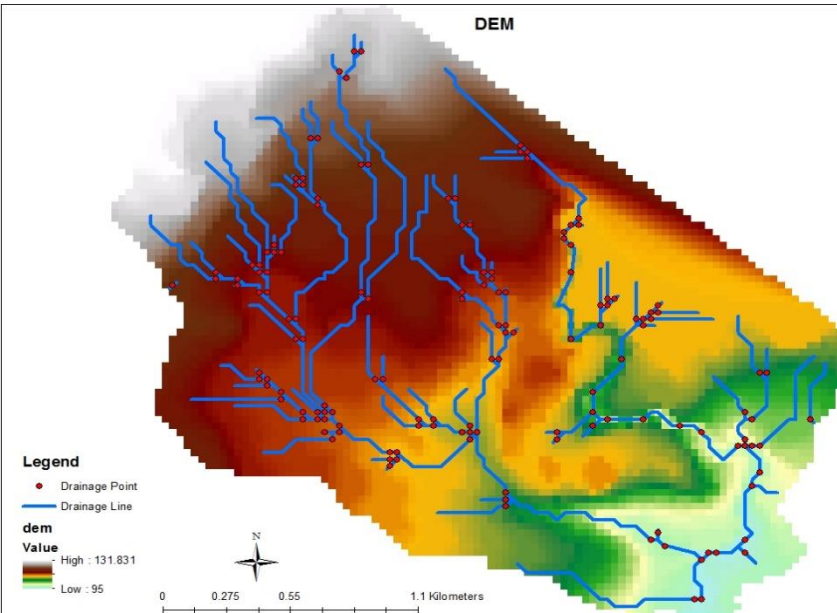 DEM
Legend
Drainage Point
Drainage Line
dem
Value
High : 131.831
Low : 95
N
0 0.275 0.55 1.1 Kilometers